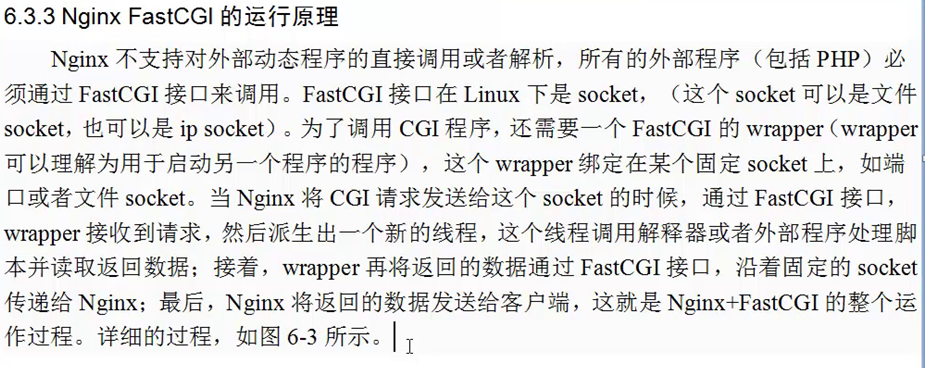 6.3.3 Nginx FastCGI 的运行原理
Nginx 不支持对外部动态程序的直接调用或者解析，所有的外部程序（包括 PHP）必
须通过 FastCGI 接口来调用。FastCGI 接口在 Linux 下是 socket，（这个 socket 可以是文件
socket，也可以是 ip socket）。为了调用 CGI 程序，还需要一个 FastCGI 的 wrapper（wrapper
可以理解为用于启动另一个程序的程序），这个 wrapper 绑定在某个固定 socket 上，如端
口或者文件 socket。当 Nginx 将 CGI 请求发送给这个 socket 的时候，通过 FastCGI 接口，
wrapper 接收到请求，然后派生出一个新的线程，这个线程调用解释器或者外部程序处理脚
本并读取返回数据；接着，wrapper 再将返回的数据通过 FastCGI 接口，沿着固定的 socket
传递给 Nginx；最后，Nginx 将返回的数据发送给客户端，这就是 Nginx+FastCGI 的整个运
作过程。详细的过程，如图 6-3 所示。